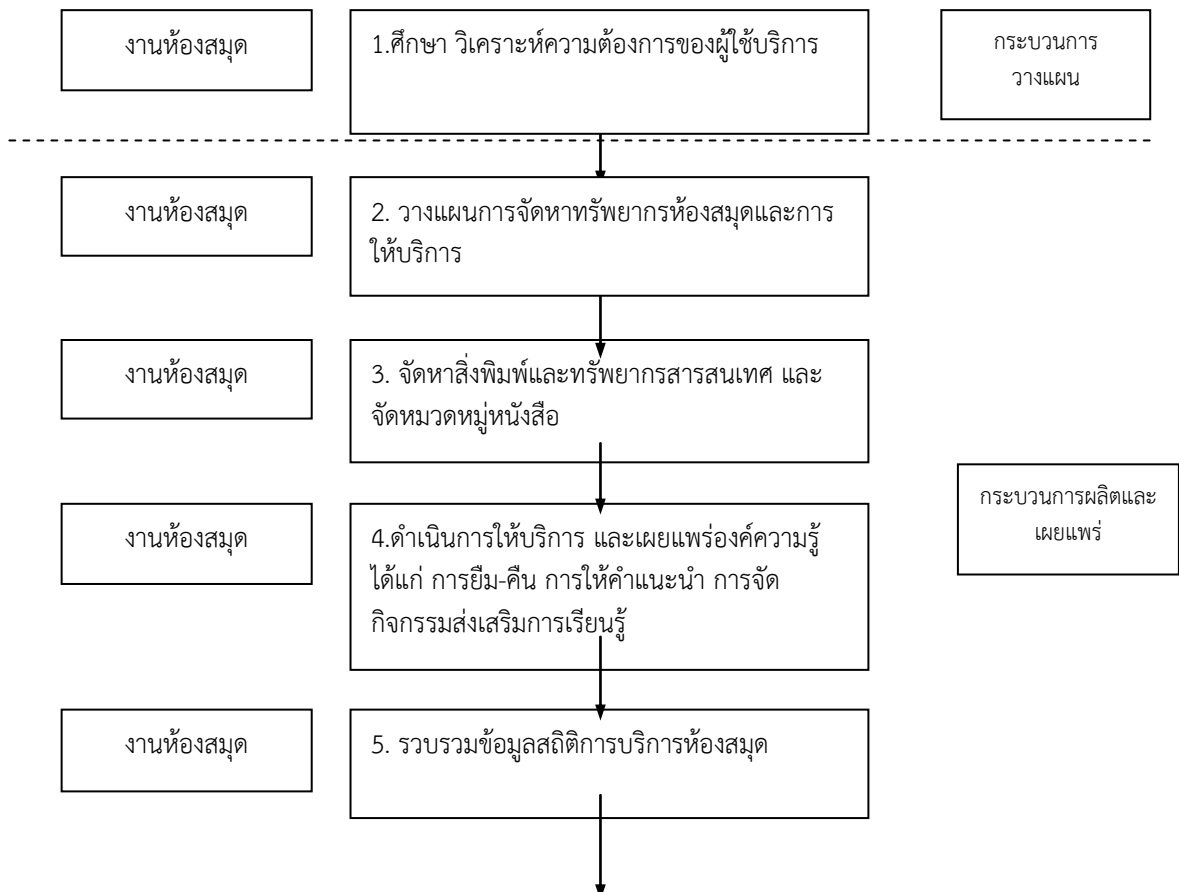 งานห้องสมุด
1.ศึกษา วิเคราะห์ความต้องการของผู้ใช้บริการ
กระบวนการ
วางแผน
งานห้องสมุด
2. วางแผนการจัดหาทรัพยากรห้องสมุดและการ
ให้บริการ
งานห้องสมุด
3. จัดหาสิ่งพิมพ์และทรัพยากรสารสนเทศ และ
จัดหมวดหมู่หนังสือ
กระบวนการผลิตและ
เผยแพร่
งานห้องสมุด
4.ดำเนินการให้บริการ และเผยแพร่องค์ความรู้
ได้แก่ การยืม-คืน การให้คำแนะนำ การจัด
กิจกรรมส่งเสริมการเรียนรู้
งานห้องสมุด
5. รวบรวมข้อมูลสถิติการบริการห้องสมุด